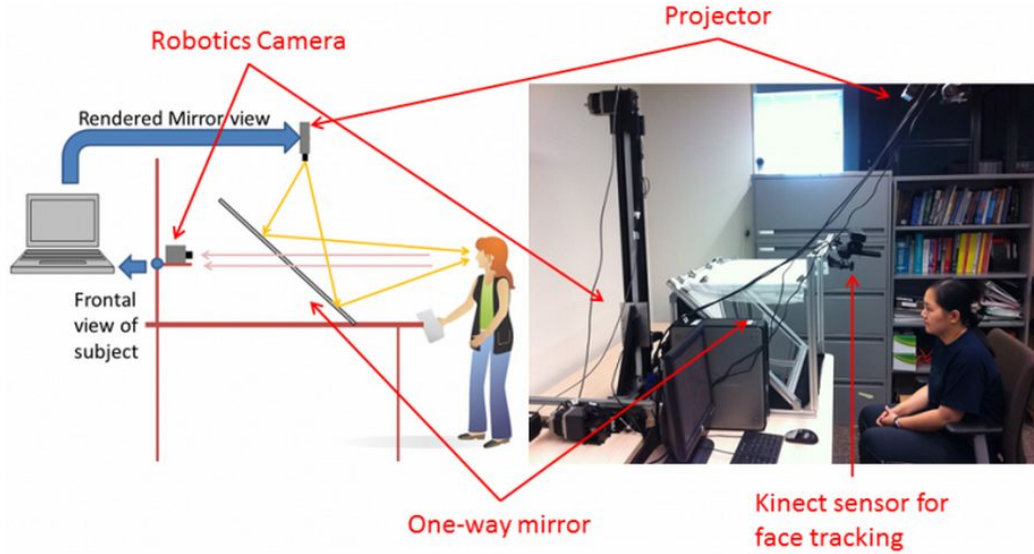 Projector
Robotics Camera
Rendered Mirror view
Frontal
view of
subject
One-way mirror
Kinect sensor for
face tracking